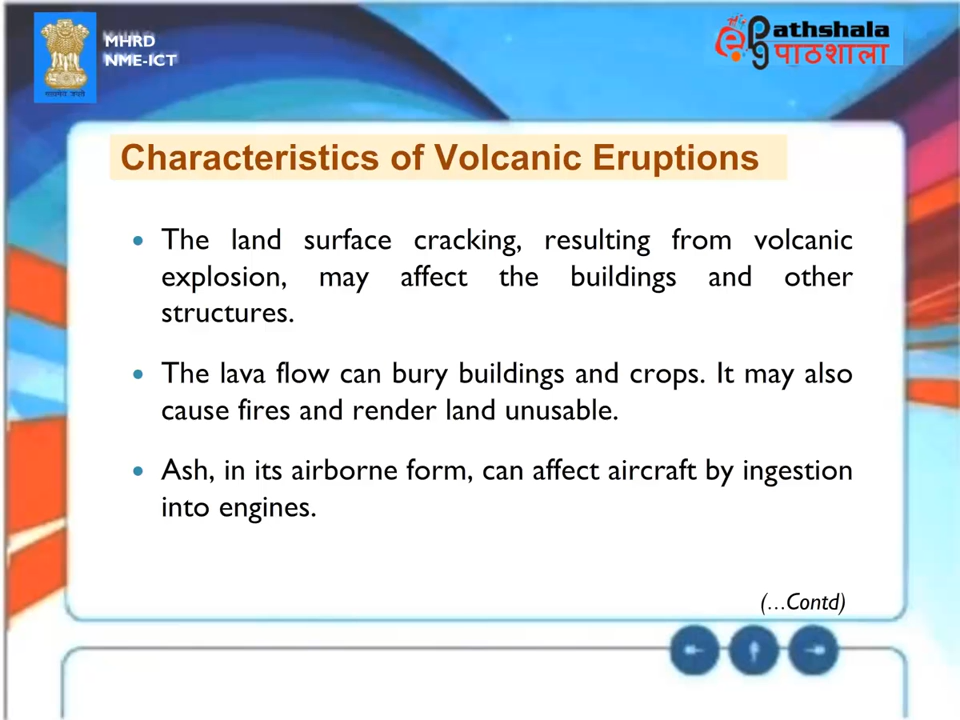 MHRD
NME-ICT
e pg athshala
पाठशाला
Characteristics of Volcanic Eruptions
• The land surface cracking, resulting from volcanic
explosion, may affect the buildings and other
structures.
• The lava flow can bury buildings and crops. It may also
cause fires and render land unusable.
• Ash, in its airborne form, can affect aircraft by ingestion
into engines.
(...Contd)